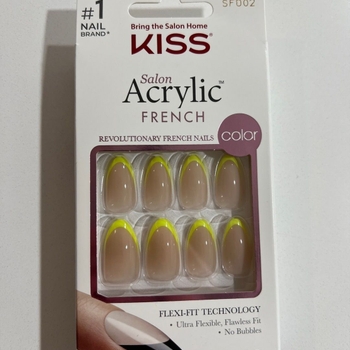 SF002
#1
NAIL
BRAND*
Bring the Salon Home
KISS®
Salon
Acrylic™
FRENCH
REVOLUTIONARY FRENCH NAILS
color
FLEXI-FIT TECHNOLOGY
• Ultra Flexible, Flawless Fit
• No Bubbles